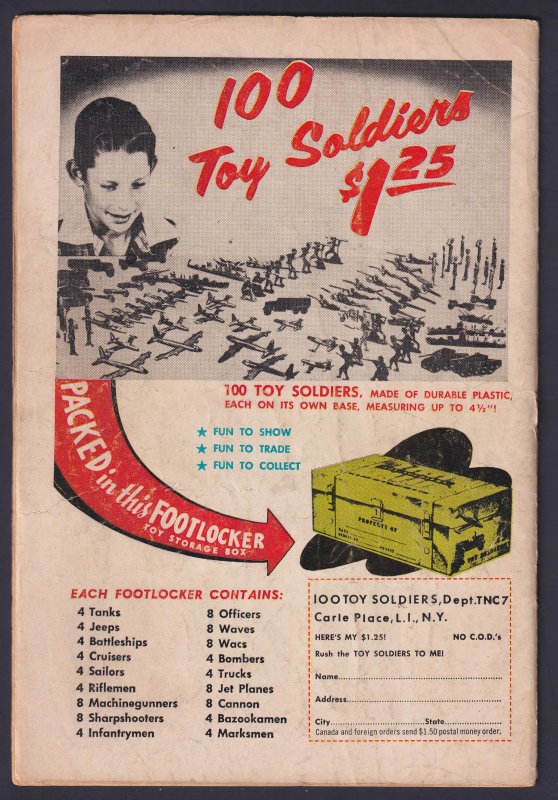 100
Toy Soldiers
$1.25
PACKED in this FOOTLOCKER
TOY STORAGE BOX
100 TOY SOLDIERS, MADE OF DURABLE PLASTIC,
EACH ON ITS OWN BASE, MEASURING UP TO 4½"!
★ FUN TO SHOW
★ FUN TO TRADE
★ FUN TO COLLECT
PROPERTY OF
EACH FOOTLOCKER CONTAINS:
4 Tanks
4 Jeeps
4 Battleships
4 Cruisers
4 Sailors
4 Riflemen
8 Machinegunners
8 Sharpshooters
4 Infantrymen
8 Officers
8 Waves
8 Wacs
4 Bombers
4 Trucks
8 Jet Planes
8 Cannon
4 Bazookamen
4 Marksmen
100 TOY SOLDIERS, Dept. TNC7
Carle Place, L.I., N.Y.
HERE'S MY $1.25! NO C.O.D.'s
Rush the TOY SOLDIERS TO ME!
Name
Address
City State
Canada and foreign orders send $1.50 postal money order.